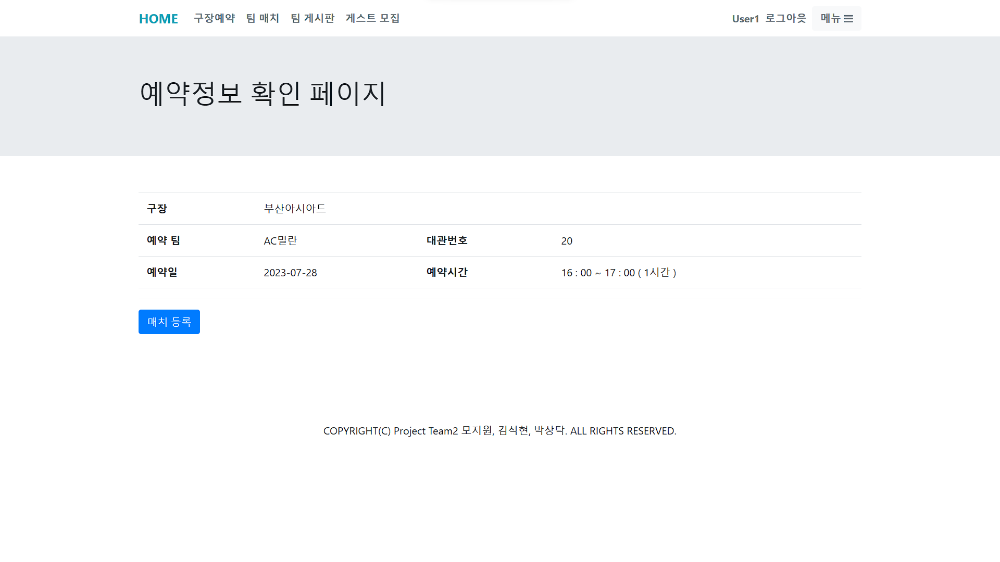 HOME 구장예약 팀 매치 팀 게시판 게스트 모집 User1 로그아웃 메뉴
예약정보 확인 페이지
구장 부산아시아드
예약 팀 AC밀란 대관번호 20
예약일 2023-07-28 예약시간 16 : 00 ~ 17 : 00 ( 1시간 )
매치 등록
COPYRIGHT(C) Project Team2 모지원, 김석현, 박상탁. ALL RIGHTS RESERVED.